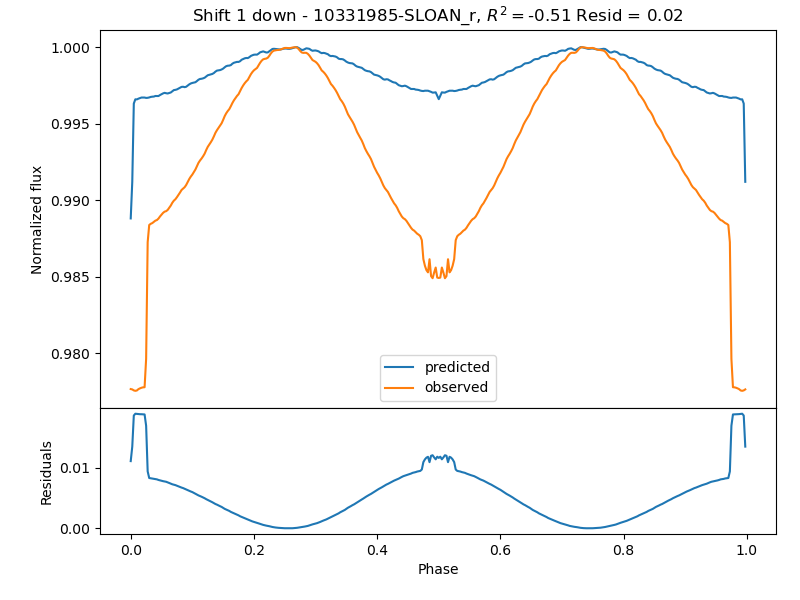 Shift 1 down - 10331985-SLOAN_r, R² = -0.51 Resid = 0.02
1.000
0.995
0.990
0.985
0.980
Normalized flux
predicted
observed
0.01
0.00
Residuals
0.0
0.2
0.4
0.6
0.8
1.0
Phase